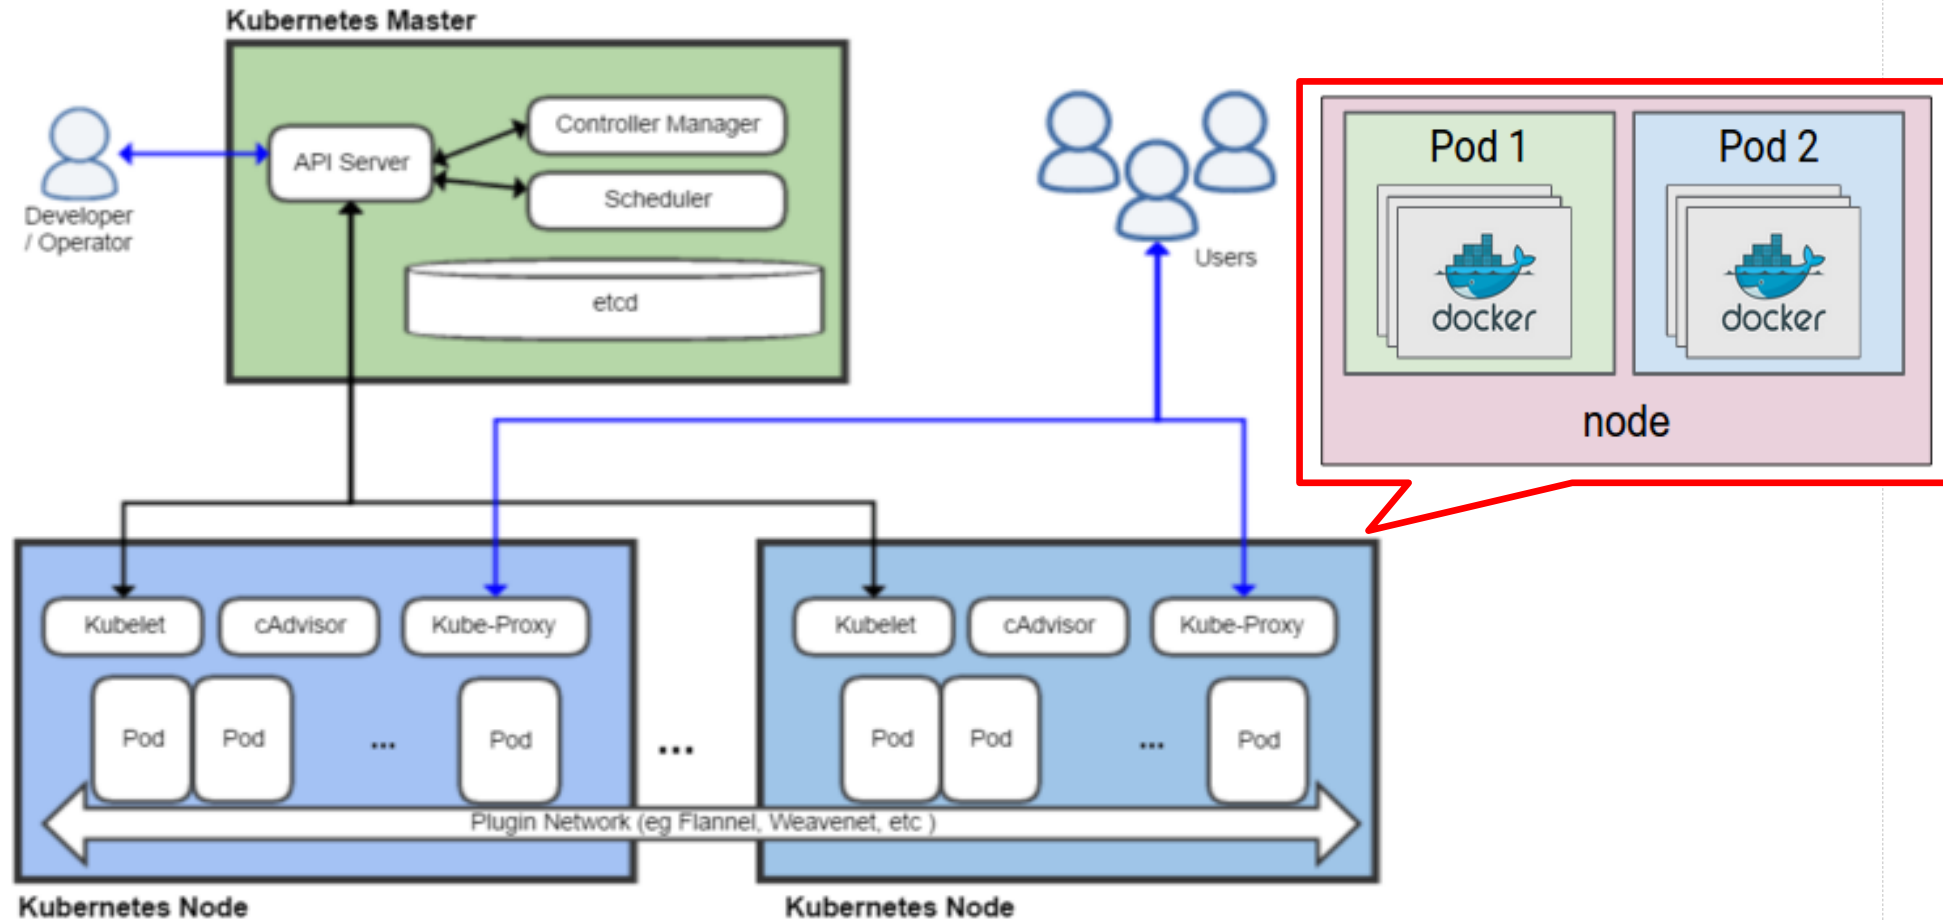 Kubernetes Master
Controller Manager
API Server
Scheduler
etcd
Developer
/ Operator
Users
Pod 1
Pod 2
docker
docker
node
Kubelet
cAdvisor
Kube-Proxy
Pod
Pod
...
Pod
...
Kubelet
cAdvisor
Kube-Proxy
Pod
Pod
...
Pod
Plugin Network (eg Flannel, Weavenet, etc )
Kubernetes Node
Kubernetes Node